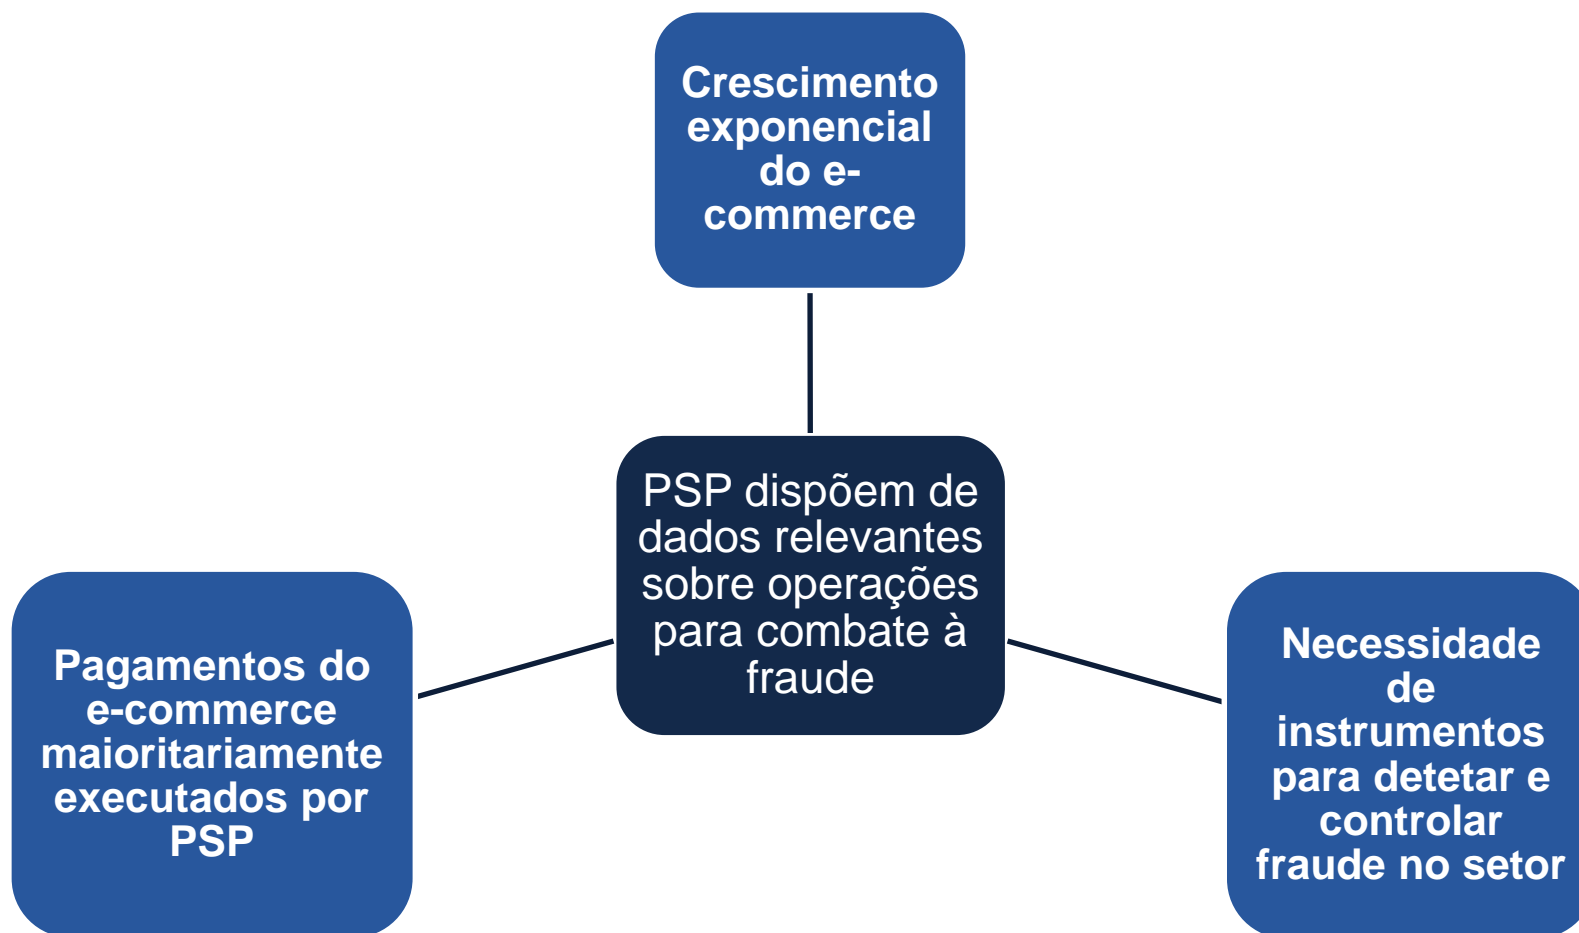 Crescimento
exponencial
do e-
commerce
PSP dispõem de
dados relevantes
sobre operações
para combate à
fraude
Pagamentos do
e-commerce
maioritariamente
executados por
PSP
Necessidade
de
instrumentos
para detetar e
controlar
fraude no setor